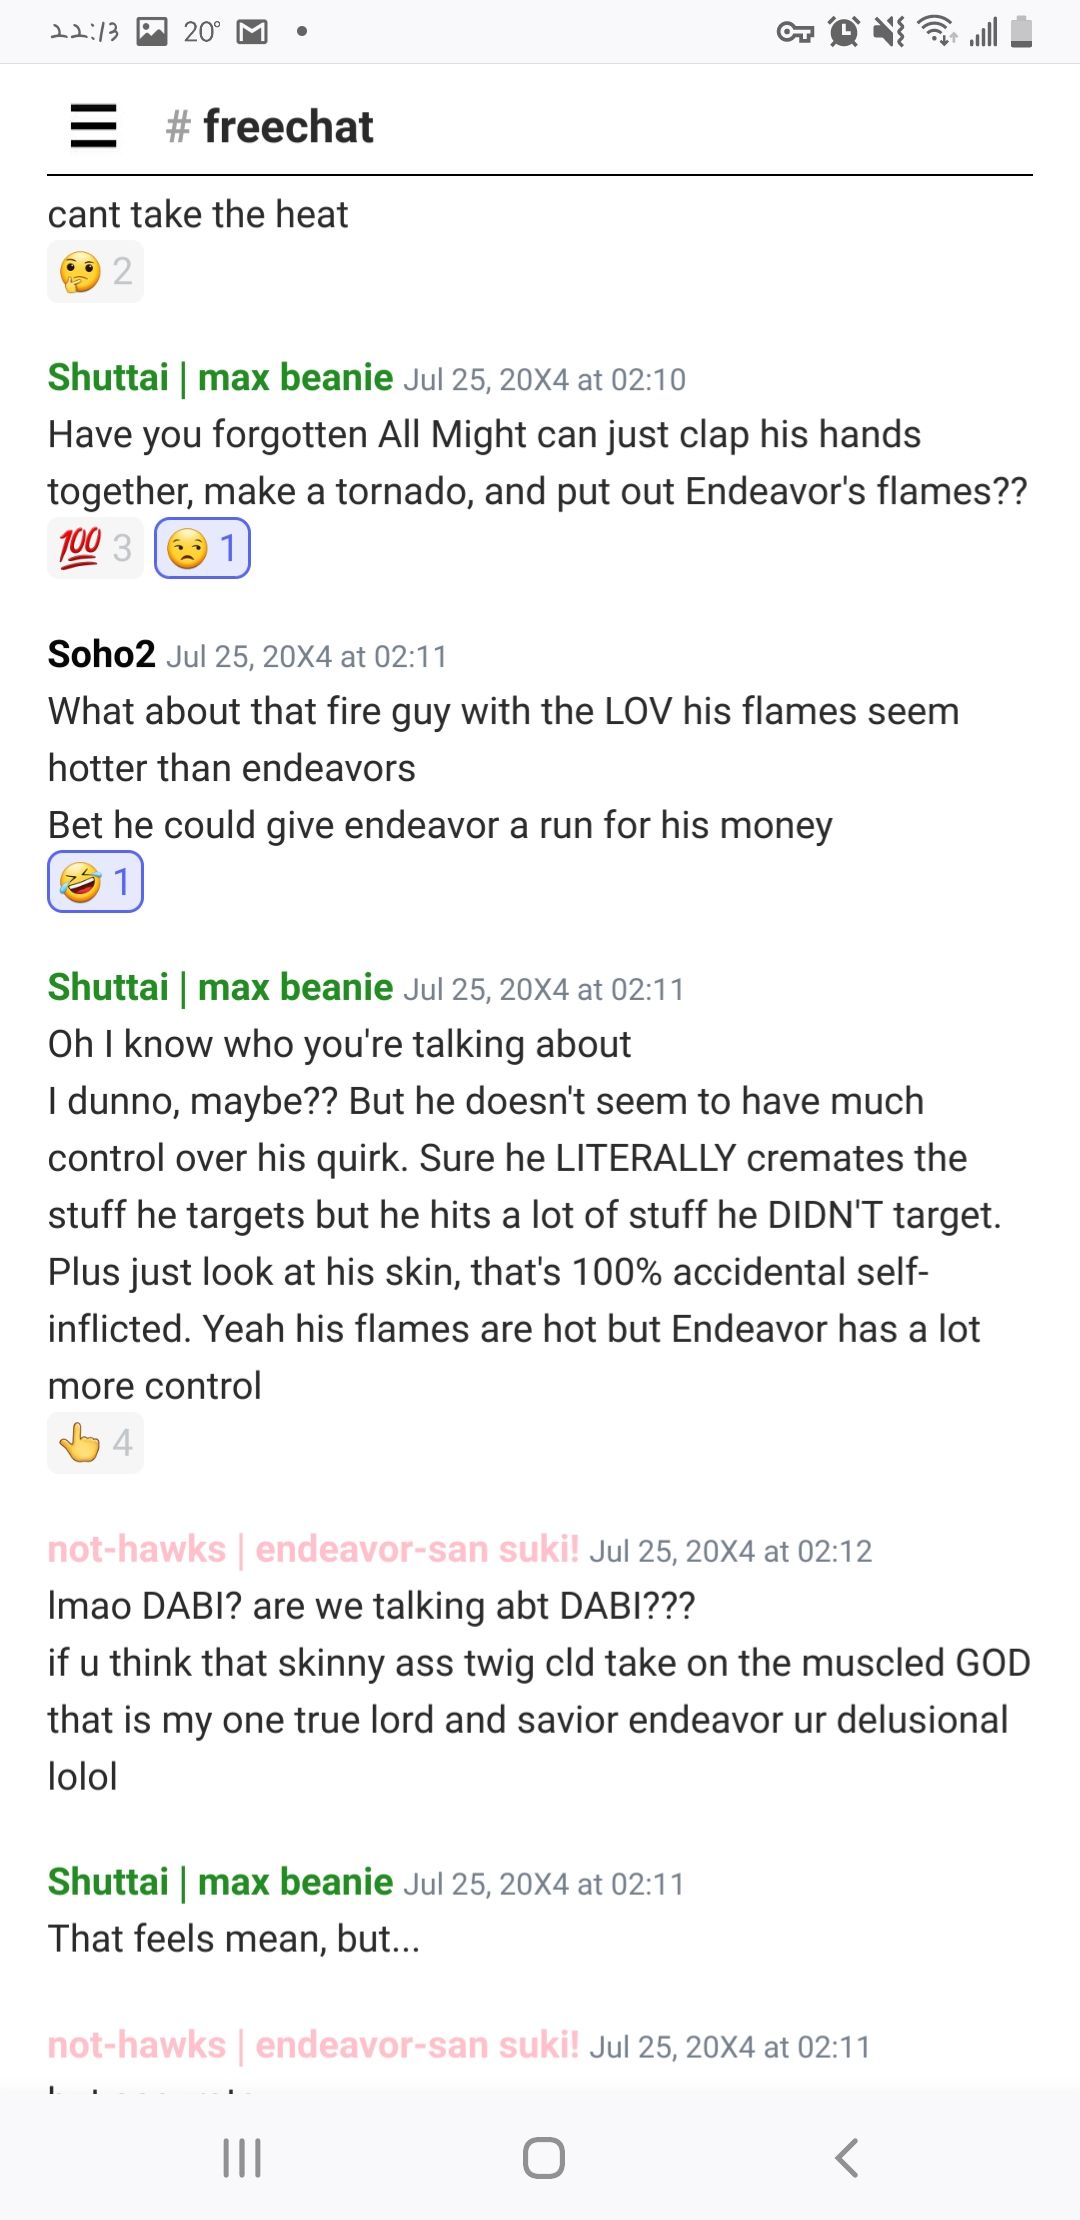 22:13 20°
# freechat
cant take the heat
🤔 2
Shuttai | max beanie Jul 25, 20X4 at 02:10
Have you forgotten All Might can just clap his hands
together, make a tornado, and put out Endeavor's flames??
💯 3 😒 1
Soho2 Jul 25, 20X4 at 02:11
What about that fire guy with the LOV his flames seem
hotter than endeavors
Bet he could give endeavor a run for his money
🤣 1
Shuttai | max beanie Jul 25, 20X4 at 02:11
Oh I know who you're talking about
I dunno, maybe?? But he doesn't seem to have much
control over his quirk. Sure he LITERALLY cremates the
stuff he targets but he hits a lot of stuff he DIDN'T target.
Plus just look at his skin, that's 100% accidental self-
inflicted. Yeah his flames are hot but Endeavor has a lot
more control
👆 4
not-hawks | endeavor-san suki! Jul 25, 20X4 at 02:12
lmao DABI? are we talking abt DABI???
if u think that skinny ass twig cld take on the muscled GOD
that is my one true lord and savior endeavor ur delusional
lolol
Shuttai | max beanie Jul 25, 20X4 at 02:11
That feels mean, but...
not-hawks | endeavor-san suki! Jul 25, 20X4 at 02:11